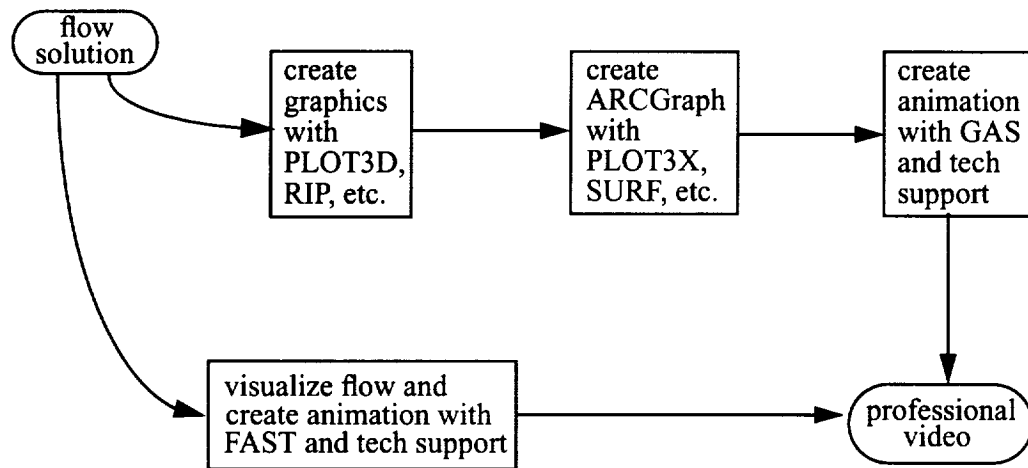 flow
solution
create
graphics
with
PLOT3D,
RIP, etc.
create
ARCGraph
with
PLOT3X,
SURF, etc.
create
animation
with GAS
and tech
support
visualize flow and
create animation with
FAST and tech support
professional
video